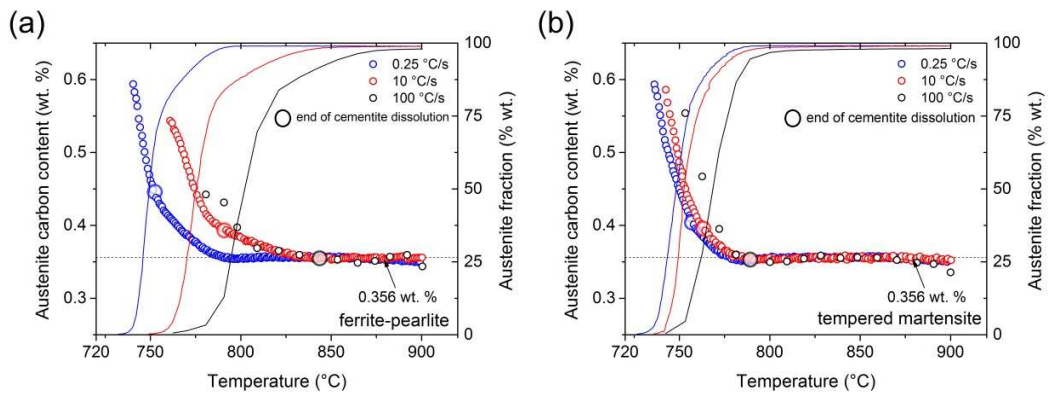 (a)
Austenite carbon content (wt. %)
0.6
0.5
0.4
0.3
720
750
800
850
900
Temperature (°C)
100
75
50
25
0
Austenite fraction (% wt.)
0.25 °C/s
10 °C/s
100 °C/s
end of cementite dissolution
0.356 wt. %
ferrite-pearlite
(b)
Austenite carbon content (wt. %)
0.6
0.5
0.4
0.3
720
750
800
850
900
Temperature (°C)
100
75
50
25
0
Austenite fraction (% wt.)
0.25 °C/s
10 °C/s
100 °C/s
end of cementite dissolution
0.356 wt. %
tempered martensite